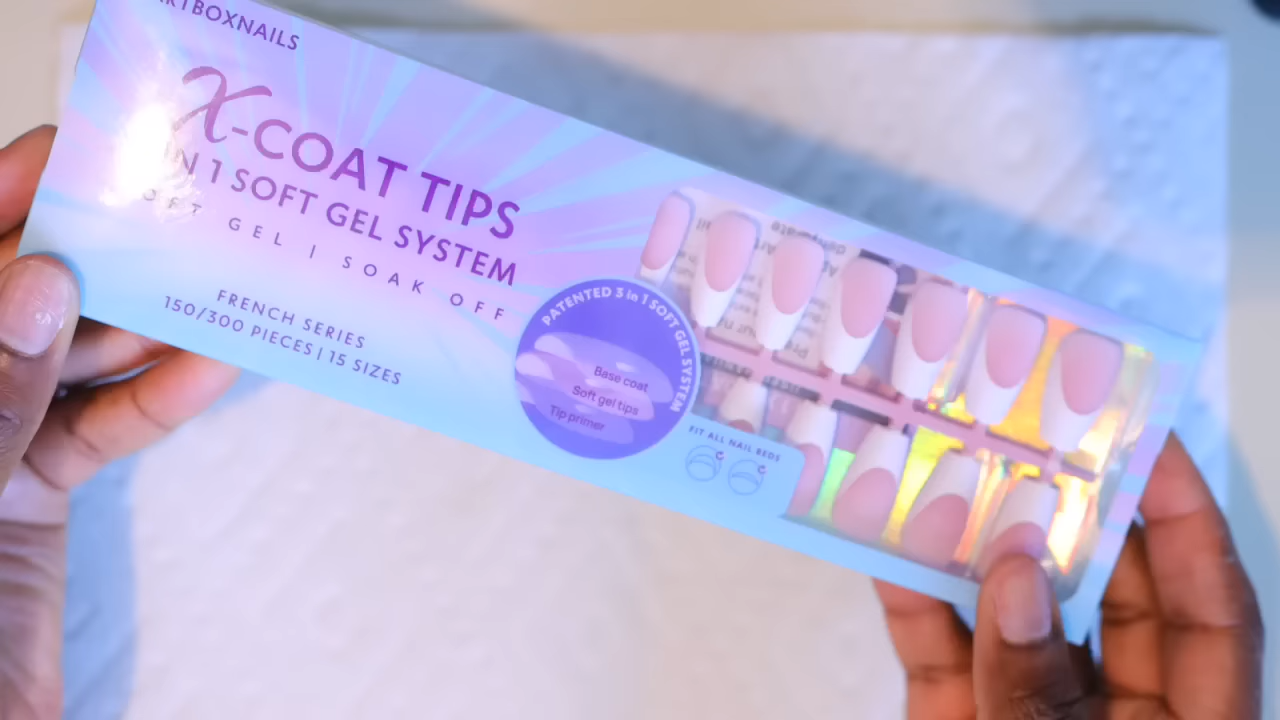 RTBOXNAILS
X-COAT TIPS
IN 1 SOFT GEL SYSTEM
OFT GEL | SOAK OFF
FRENCH SERIES
150/300 PIECES | 15 SIZES
PATENTED 3 in 1 SOFT GEL SYSTEM
Base coat
Soft gel tips
Tip primer
FIT ALL NAIL BEDS